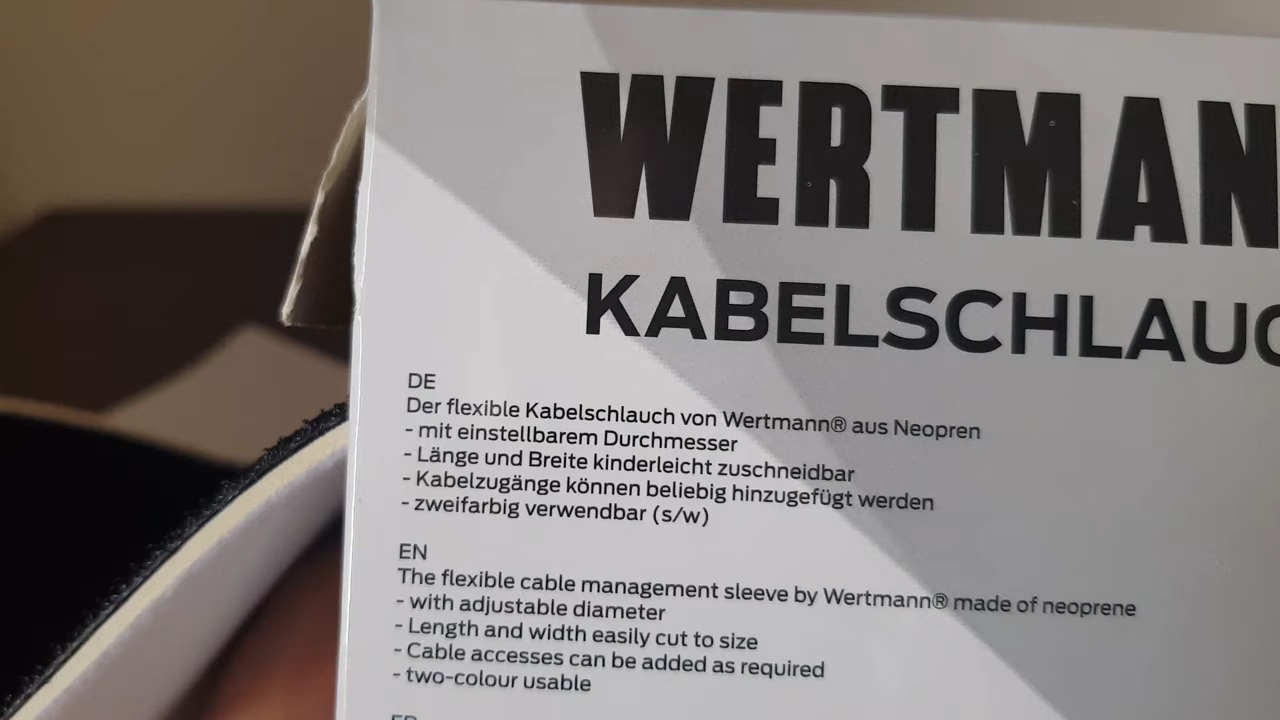 WERTMAN
KABELSCHLAUC
DE
Der flexible Kabelschlauch von Wertmann® aus Neopren
- mit einstellbarem Durchmesser
- Länge und Breite kinderleicht zuschneidbar
- Kabelzugänge können beliebig hinzugefügt werden
- zweifarbig verwendbar (s/w)
EN
The flexible cable management sleeve by Wertmann® made of neoprene
- with adjustable diameter
- Length and width easily cut to size
- Cable accesses can be added as required
- two-colour usable